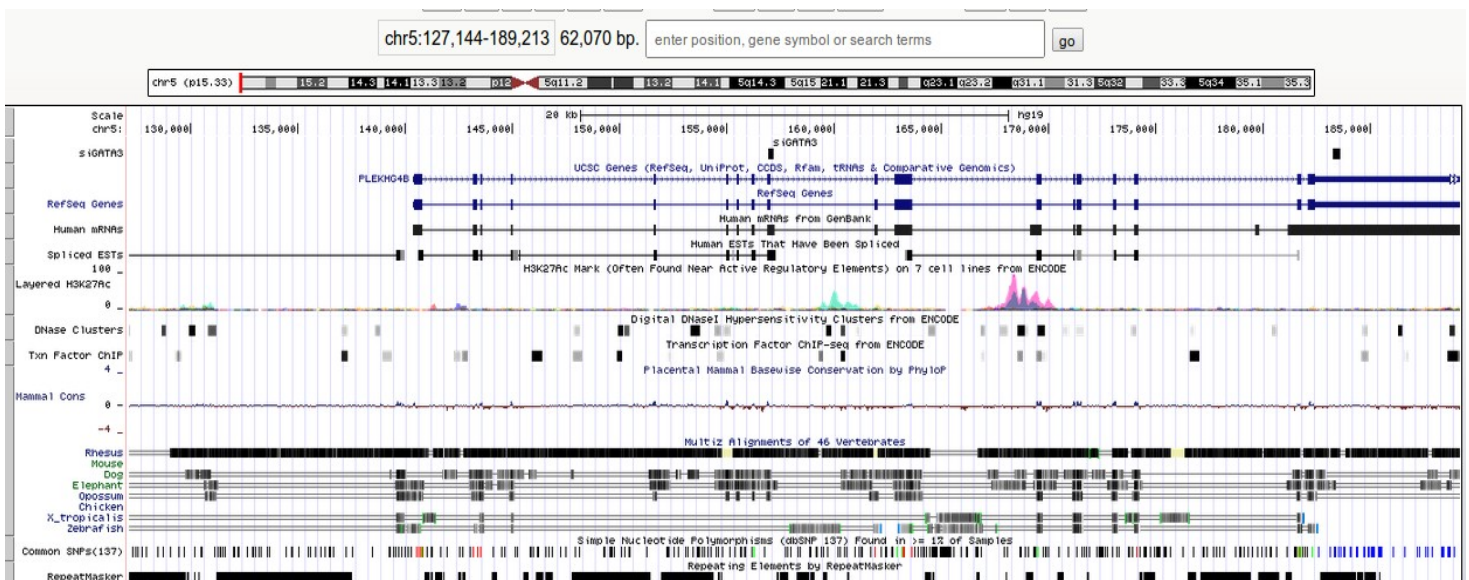 chr5:127,144-189,213 62,070 bp. enter position, gene symbol or search terms go
chr5 (p15.33) 15.2 14.3 14.1 13.3 13.2 p12 5q11.2 13.2 14.1 5q14.3 5q15 21.1 21.3 q23.1 q23.2 q31.1 31.3 5q32 33.3 5q34 35.1 35.3
Scale 20 kb hg19
chr5: 130,000 135,000 140,000 145,000 150,000 155,000 160,000 165,000 170,000 175,000 180,000 185,000
siGATA3
siGATA3
UCSC Genes (RefSeq, UniProt, CCDS, Rfam, tRNAs & Comparative Genomics)
PLEKHG4B
RefSeq Genes
RefSeq Genes
Human mRNAs from GenBank
Human mRNAs
Human ESTs That Have Been Spliced
Spliced ESTs
H3K27Ac Mark (Often Found Near Active Regulatory Elements) on 7 cell lines from ENCODE
100 _
Layered H3K27Ac
0 _
Digital DNaseI Hypersensitivity Clusters from ENCODE
DNase Clusters
Transcription Factor ChIP-seq from ENCODE
Txn Factor ChIP
Placental Mammal Basewise Conservation by PhyloP
4 _
Mammal Cons
0 -
-4 _
Multiz Alignments of 46 Vertebrates
Rhesus
Mouse
Dog
Elephant
Opossum
Chicken
X_tropicalis
Zebrafish
Simple Nucleotide Polymorphisms (dbSNP 137) Found in >= 1% of Samples
Common SNPs(137)
Repeating Elements by RepeatMasker
RepeatMasker